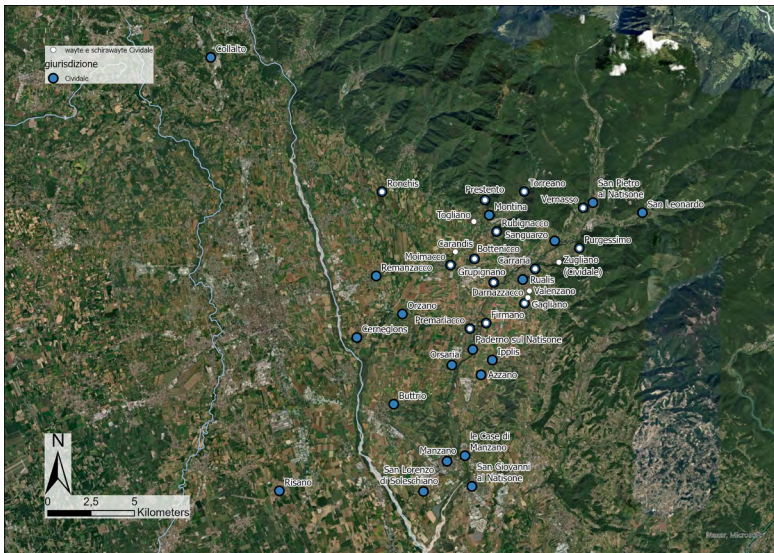 wayte e schirawayte Cividale
giurisdizione
Cividale
Collalto
Ronchis
Prestento
Torreano
San Pietro
al Natisone
Vernasso
San Leonardo
Montina
Togliano
Rubignacco
Sanguarzo
Purgessimo
Carandis
Bottenicco
Moimacco
Grupignano
Carraria
Zugliano
(Cividale)
Remanzacco
Rualis
Darnazzacco
Valenzano
Gagliano
Orzano
Firmano
Premariacco
Cerneglons
Poderno sul Natisone
Ipplis
Orsaria
Azzano
Buttrio
le Case di
Manzano
Manzano
San Lorenzo
di Soleschiano
San Giovanni
al Natisone
Risano
N
0 2,5 5
Kilometers
Maxar, Microsoft